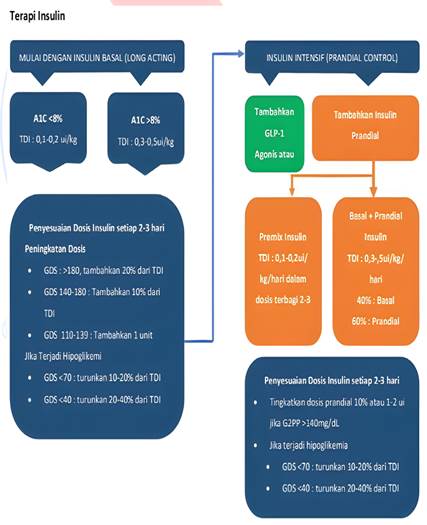 Terapi Insulin
MULAI DENGAN INSULIN BASAL (LONG ACTING)
A1C <8%
TDI : 0,1-0,2 ui/kg
A1C >8%
TDI : 0,3-0,5ui/kg
Penyesuaian Dosis Insulin setiap 2-3 hari
Peningkatan Dosis
• GDS : >180, tambahkan 20% dari TDI
• GDS 140-180 : Tambahkan 10% dari
TDI
• GDS 110-139 : Tambahkan 1 unit
JIka Terjadi Hipoglikemi
• GDS <70 : turunkan 10-20% dari TDI
• GDS <40 : turunkan 20-40% dari TDI
INSULIN INTENSIF (PRANDIAL CONTROL)
Tambahkan
GLP-1
Agonis atau
Tambahkan Insulin
Prandial
Premix Insulin
TDI : 0,1-0,2ui/
kg/hari dalam
dosis terbagi 2-3
Basal + Prandial
Insulin
TDI : 0,3-,5ui/kg/
hari
40% : Basal
60% : Prandial
Penyesuaian Dosis Insulin setiap 2-3 hari
• Tingkatkan dosis prandial 10% atau 1-2 ui
jika G2PP >140mg/dL
• Jika terjadi hipoglikemia
• GDS <70 : turunkan 10-20% dari TDI
• GDS <40 : turunkan 20-40% dari TDI